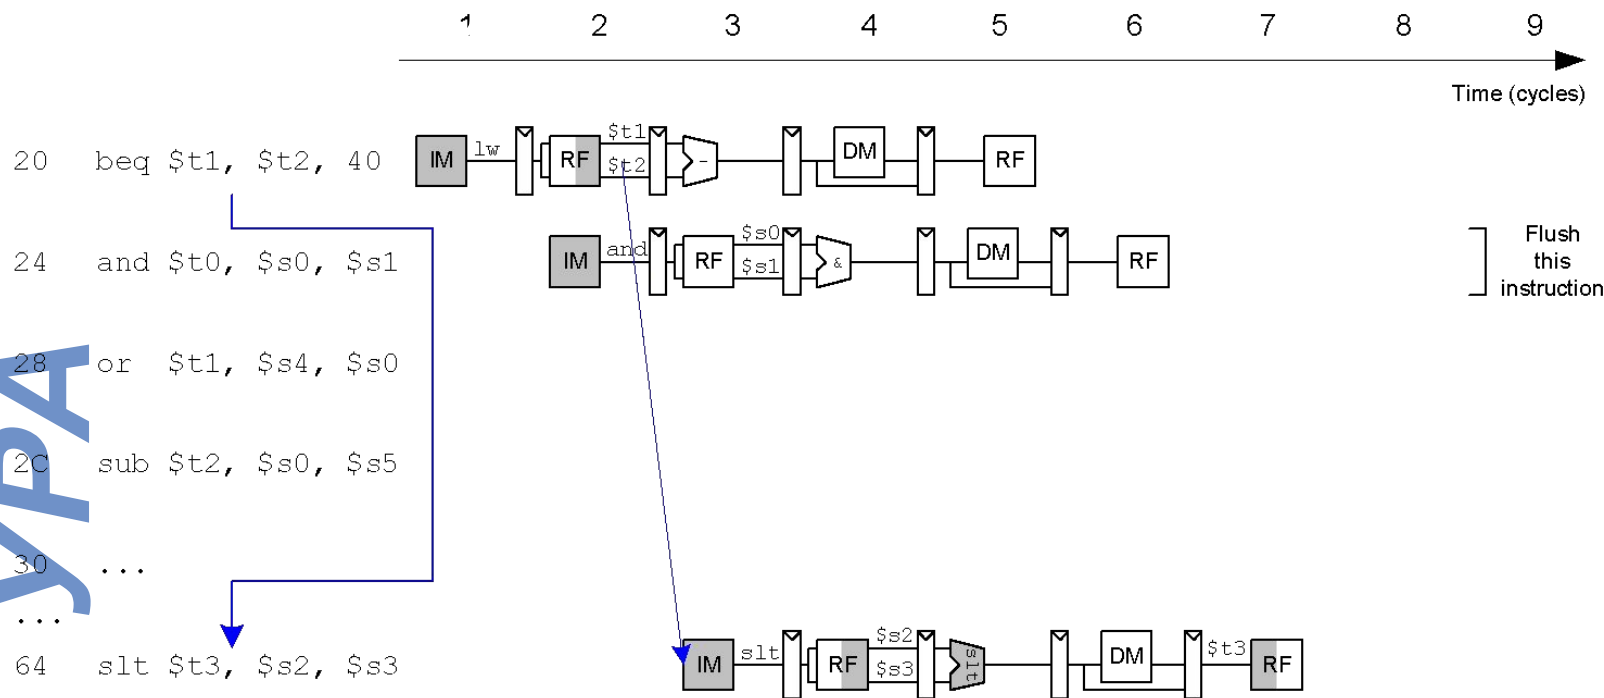 1 2 3 4 5 6 7 8 9
Time (cycles)
20 beq $t1, $t2, 40
IM lw RF $t1 $t2 - DM RF
24 and $t0, $s0, $s1
IM and RF $s0 $s1 & DM RF
Flush
this
instruction
28 or $t1, $s4, $s0
2C sub $t2, $s0, $s5
30 ...
...
64 slt $t3, $s2, $s3
IM slt RF $s2 $s3 slt DM $t3 RF
УРА